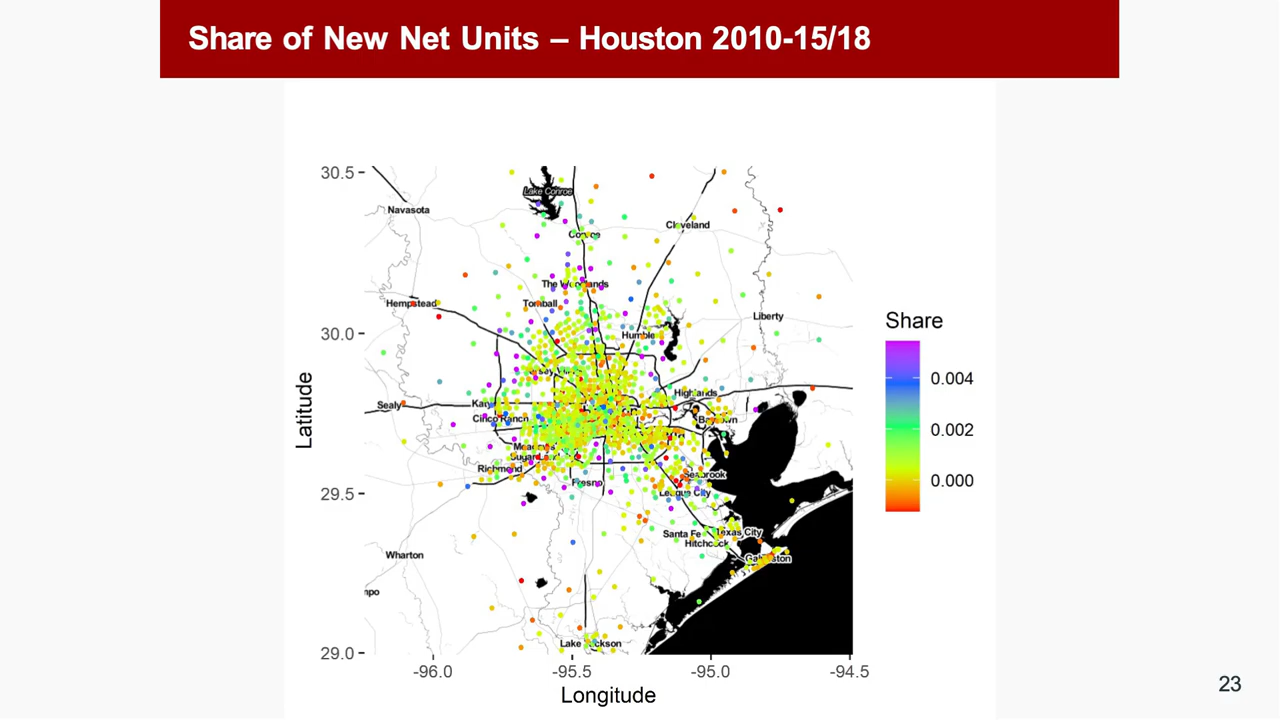 Share of New Net Units – Houston 2010-15/18
30.5
30.0
29.5
29.0
Latitude
-96.0
-95.5
-95.0
-94.5
Longitude
Lake Conroe
Navasota
Cleveland
Conroe
The Woodlands
Hempstead
Tomball
Liberty
Humble
Highlands
Sealy
Katy
Cinco Ranch
Baytown
Sugar Land
Richmond
Seabrook
Fresno
League City
Santa Fe
Texas City
Hitchcock
Galveston
Wharton
mpo
Lake Jackson
Share
0.004
0.002
0.000
23